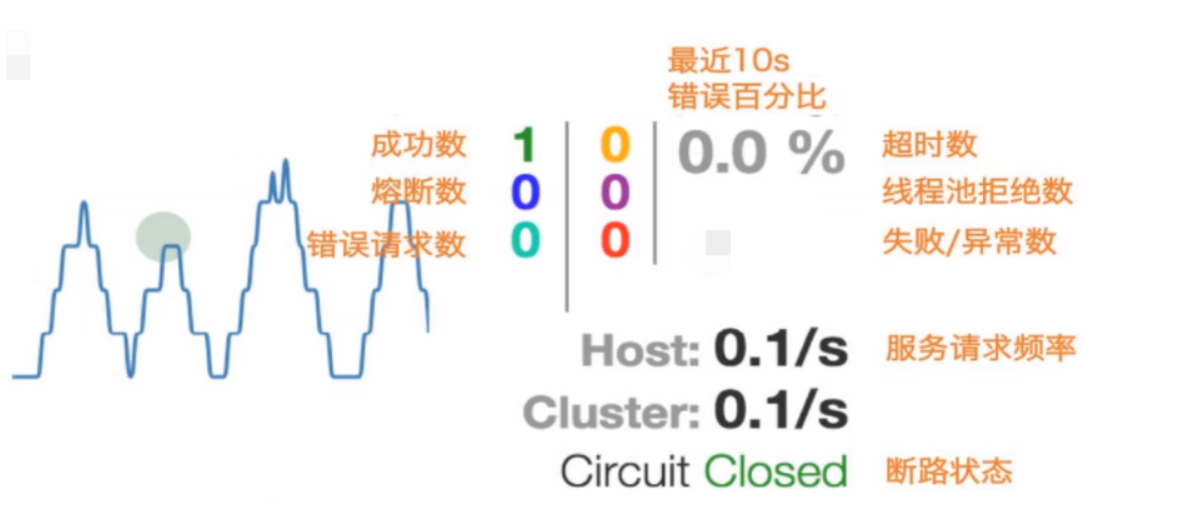 最近10s
错误百分比
成功数 1 0 0.0 % 超时数
熔断数 0 0 线程池拒绝数
错误请求数 0 0 失败/异常数
Host: 0.1/s 服务请求频率
Cluster: 0.1/s
Circuit Closed 断路状态